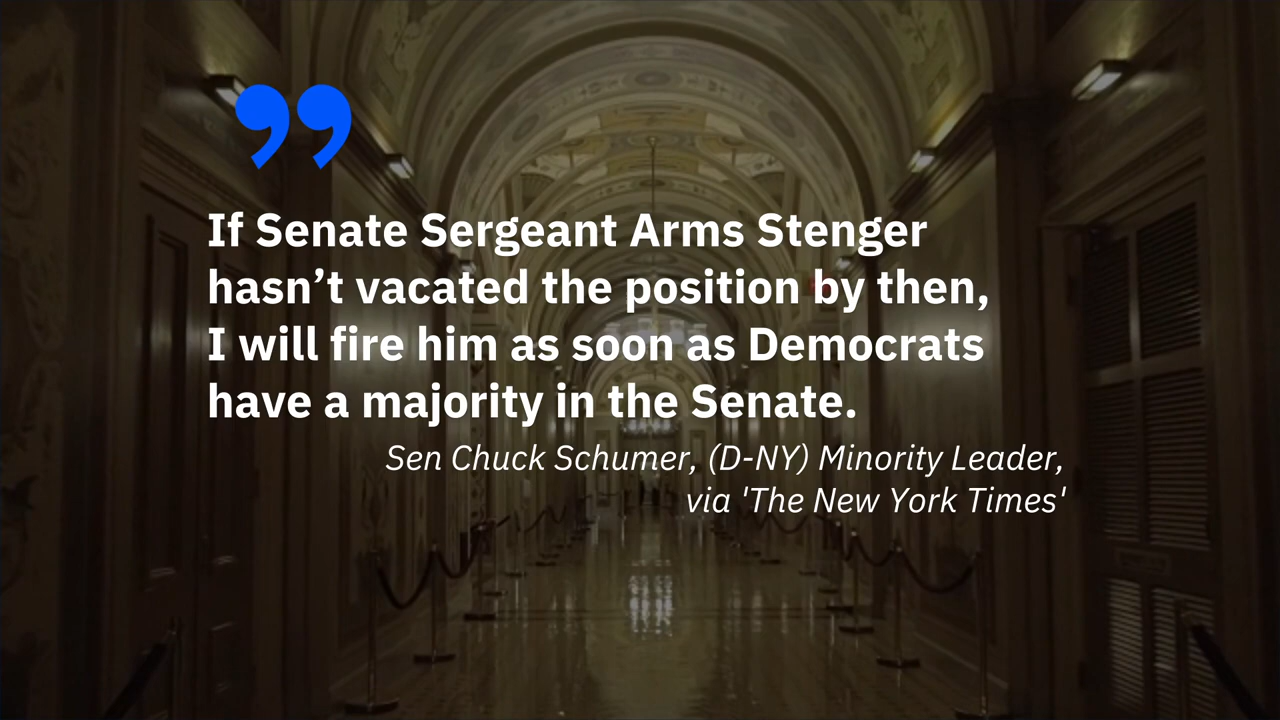 ”
If Senate Sergeant Arms Stenger
hasn’t vacated the position by then,
I will fire him as soon as Democrats
have a majority in the Senate.
Sen Chuck Schumer, (D-NY) Minority Leader,
via 'The New York Times'